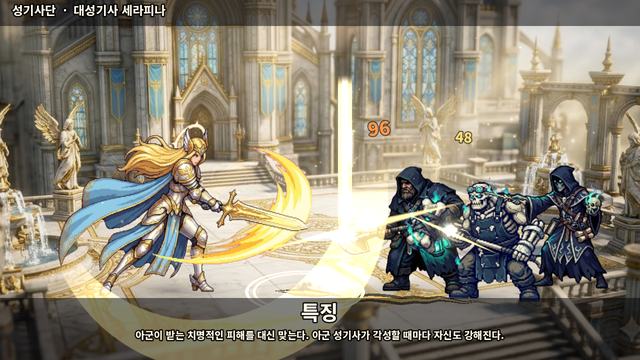 성기사단 · 대성기사 세라피나
96
48
특징
아군이 받는 치명적인 피해를 대신 맞는다. 아군 성기사가 각성할 때마다 자신도 강해진다.